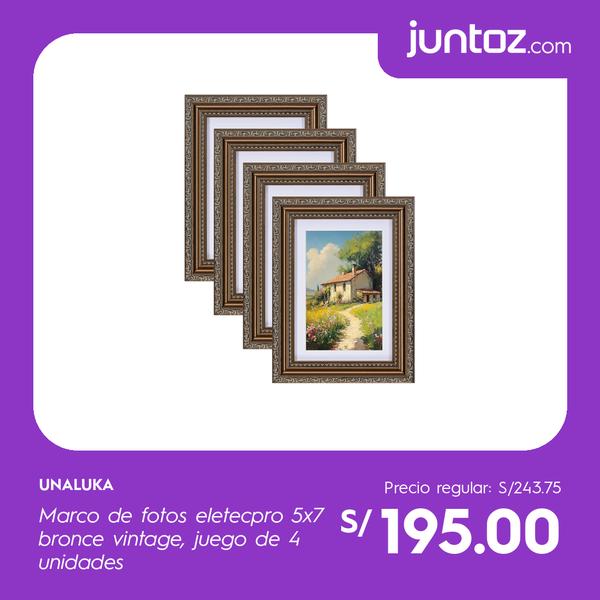 juntoz.com
UNALUKA
Marco de fotos eletecpro 5x7
bronce vintage, juego de 4
unidades
Precio regular: S/243.75
S/195.00